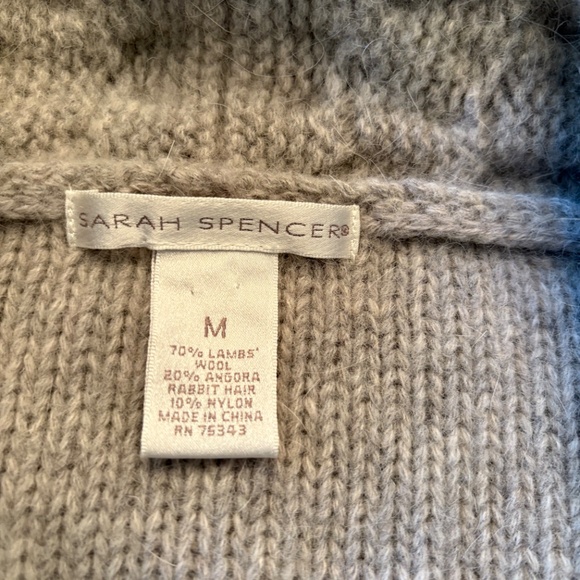 SARAH SPENCER®
M
70% LAMBS'
WOOL
20% ANGORA
RABBIT HAIR
10% NYLON
MADE IN CHINA
RN 75343